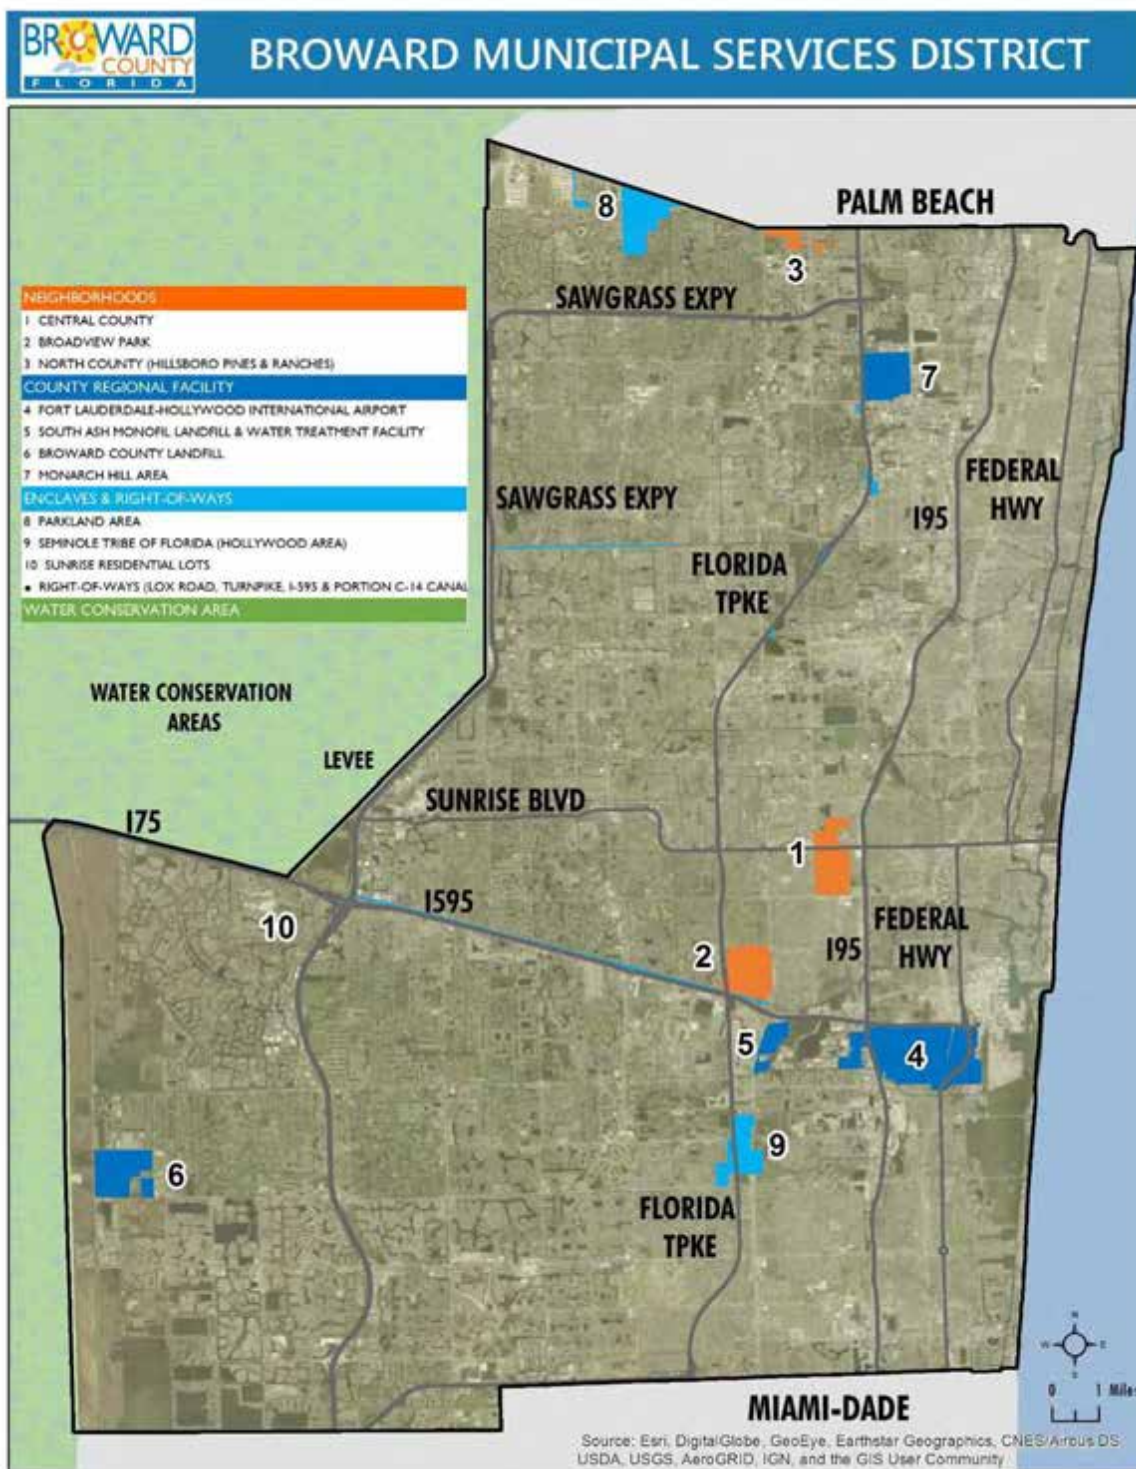 BROWARD
COUNTY
FLORIDA
BROWARD MUNICIPAL SERVICES DISTRICT
8
PALM BEACH
3
SAWGRASS EXPY
NEIGHBORHOODS
1 CENTRAL COUNTY
2 BROADVIEW PARK
3 NORTH COUNTY (HILLSBORO PINES & RANCHES)
COUNTY REGIONAL FACILITY
4 FORT LAUDERDALE-HOLLYWOOD INTERNATIONAL AIRPORT
5 SOUTH ASH MONOFIL LANDFILL & WATER TREATMENT FACILITY
6 BROWARD COUNTY LANDFILL
7 MONARCH HILL AREA
ENCLAVES & RIGHT-OF-WAYS
8 PARKLAND AREA
9 SEMINOLE TRIBE OF FLORIDA (HOLLYWOOD AREA)
10 SUNRISE RESIDENTIAL LOTS
• RIGHT-OF-WAYS (LOX ROAD, TURNPIKE, I-595 & PORTION C-14 CANAL
WATER CONSERVATION AREA
7
SAWGRASS EXPY
FEDERAL
HWY
I95
FLORIDA
TPKE
WATER CONSERVATION
AREAS
LEVEE
SUNRISE BLVD
I75
1
I595
10
2
I95
FEDERAL
HWY
5
4
9
6
FLORIDA
TPKE
N
W E
S
0 1 Miles
MIAMI-DADE
Source: Esri, DigitalGlobe, GeoEye, Earthstar Geographics, CNES/Airbus DS
USDA, USGS, AeroGRID, IGN, and the GIS User Community